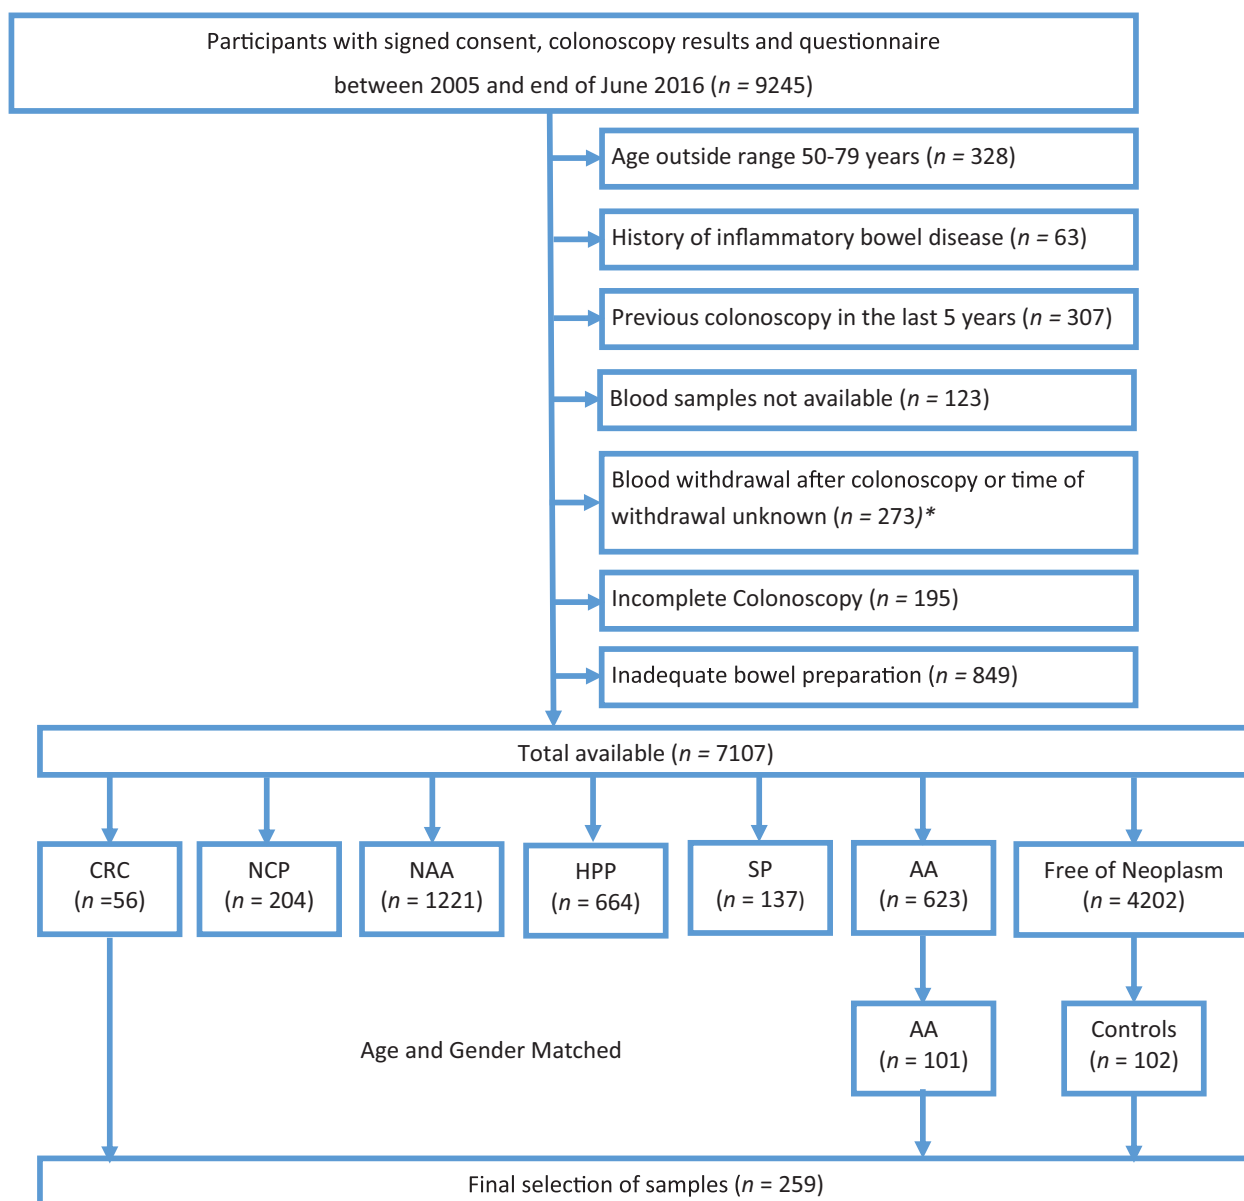 Participants with signed consent, colonoscopy results and questionnaire
between 2005 and end of June 2016 (n = 9245)
Age outside range 50-79 years (n = 328)
History of inflammatory bowel disease (n = 63)
Previous colonoscopy in the last 5 years (n = 307)
Blood samples not available (n = 123)
Blood withdrawal after colonoscopy or time of
withdrawal unknown (n = 273)*
Incomplete Colonoscopy (n = 195)
Inadequate bowel preparation (n = 849)
Total available (n = 7107)
CRC
(n =56)
NCP
(n = 204)
NAA
(n = 1221)
HPP
(n = 664)
SP
(n = 137)
AA
(n = 623)
Free of Neoplasm
(n = 4202)
Age and Gender Matched
AA
(n = 101)
Controls
(n = 102)
Final selection of samples (n = 259)